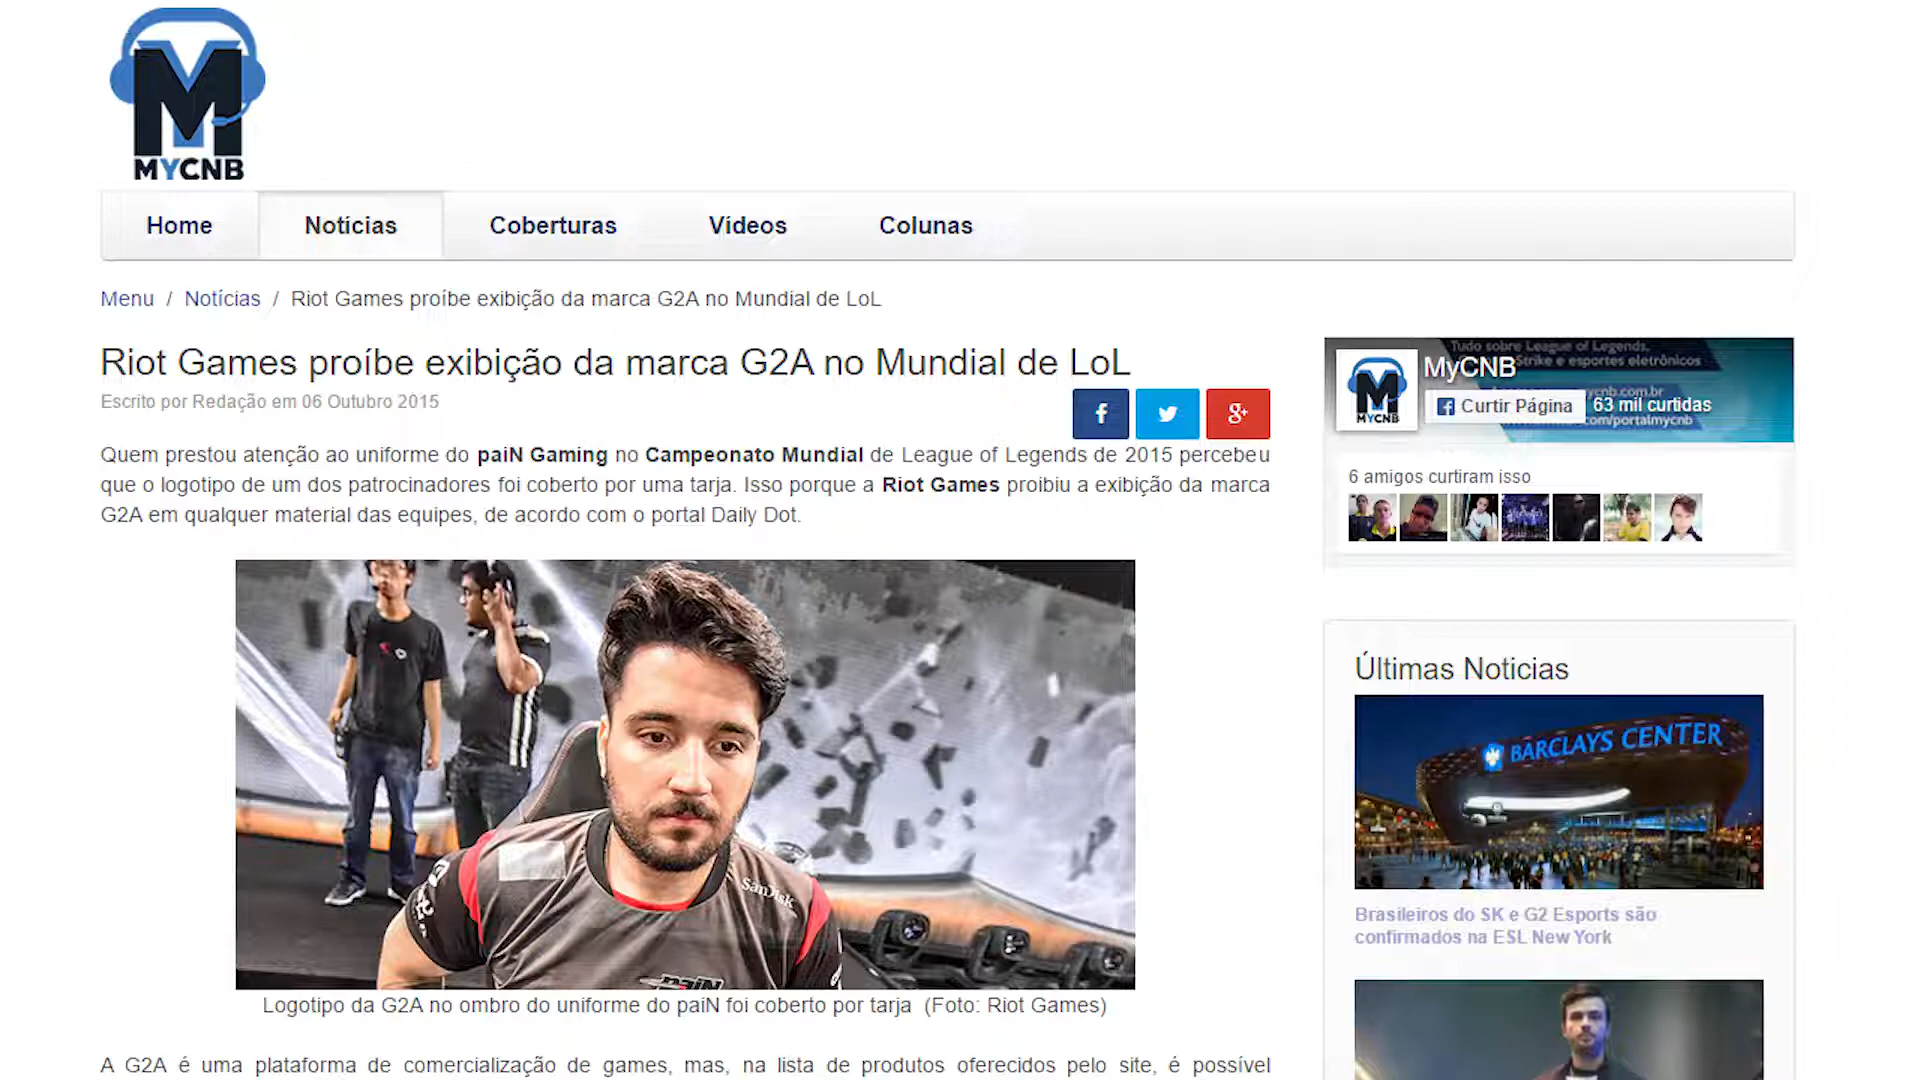 MYCNB
Home
Notícias
Coberturas
Vídeos
Colunas
Menu / Notícias / Riot Games proíbe exibição da marca G2A no Mundial de LoL
Riot Games proíbe exibição da marca G2A no Mundial de LoL
Escrito por Redação em 06 Outubro 2015
Quem prestou atenção ao uniforme do paiN Gaming no Campeonato Mundial de League of Legends de 2015 percebeu
que o logotipo de um dos patrocinadores foi coberto por uma tarja. Isso porque a Riot Games proibiu a exibição da marca
G2A em qualquer material das equipes, de acordo com o portal Daily Dot.
SanDisk
Logotipo da G2A no ombro do uniforme do paiN foi coberto por tarja (Foto: Riot Games)
A G2A é uma plataforma de comercialização de games, mas, na lista de produtos oferecidos pelo site, é possível
Tudo sobre League of Legends,
Strike e esportes eletrônicos
MyCNB
MYCNB
Curtir Página
63 mil curtidas
com/portalmycnb
6 amigos curtiram isso
Últimas Noticias
BARCLAYS CENTER
Brasileiros do SK e G2 Esports são
confirmados na ESL New York